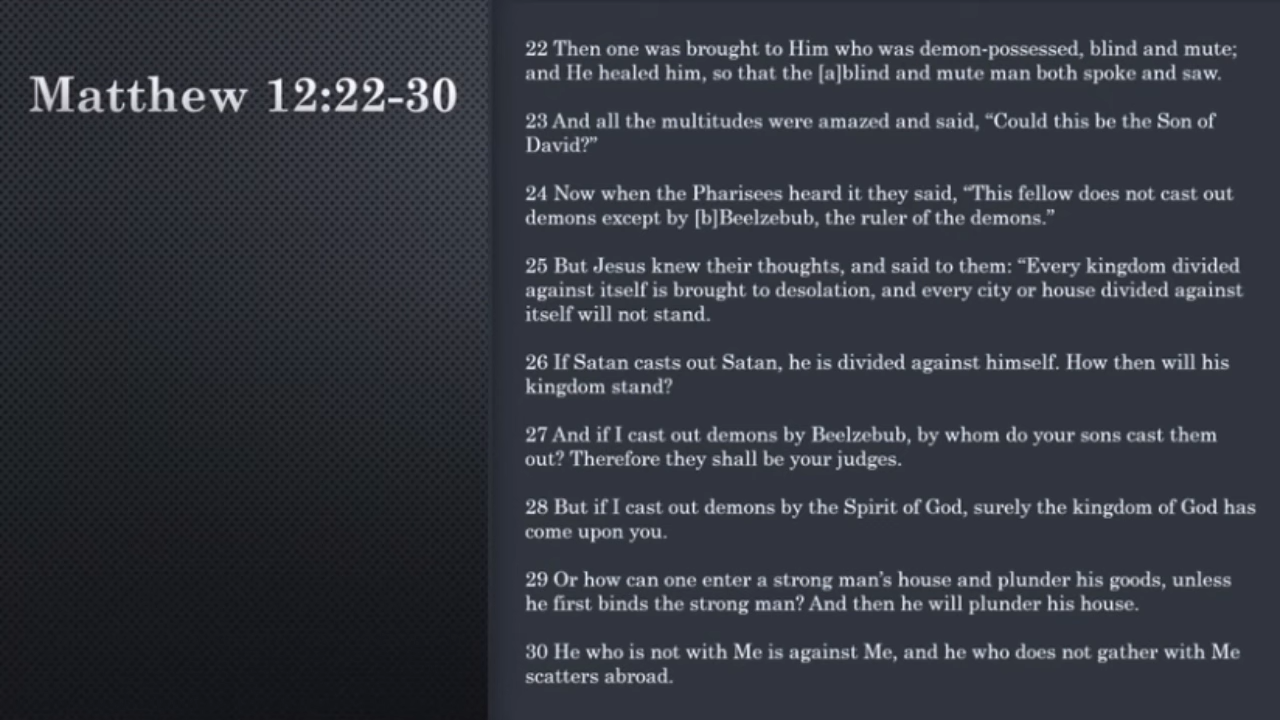 Matthew 12:22-30
22 Then one was brought to Him who was demon-possessed, blind and mute;
and He healed him, so that the [a]blind and mute man both spoke and saw.
23 And all the multitudes were amazed and said, “Could this be the Son of
David?”
24 Now when the Pharisees heard it they said, “This fellow does not cast out
demons except by [b]Beelzebub, the ruler of the demons.”
25 But Jesus knew their thoughts, and said to them: “Every kingdom divided
against itself is brought to desolation, and every city or house divided against
itself will not stand.
26 If Satan casts out Satan, he is divided against himself. How then will his
kingdom stand?
27 And if I cast out demons by Beelzebub, by whom do your sons cast them
out? Therefore they shall be your judges.
28 But if I cast out demons by the Spirit of God, surely the kingdom of God has
come upon you.
29 Or how can one enter a strong man’s house and plunder his goods, unless
he first binds the strong man? And then he will plunder his house.
30 He who is not with Me is against Me, and he who does not gather with Me
scatters abroad.